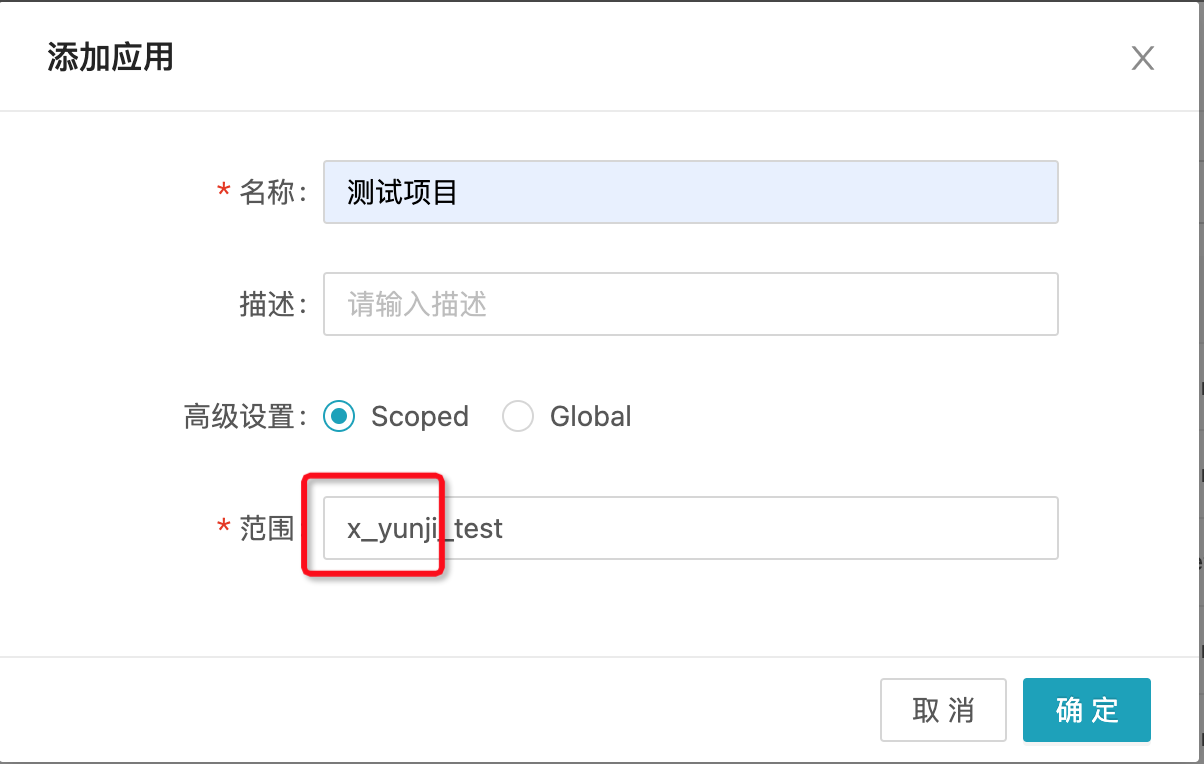 添加应用
* 名称:
测试项目
描述:
请输入描述
高级设置: Scoped Global
* 范围
x_yunji_test
取 消 确 定